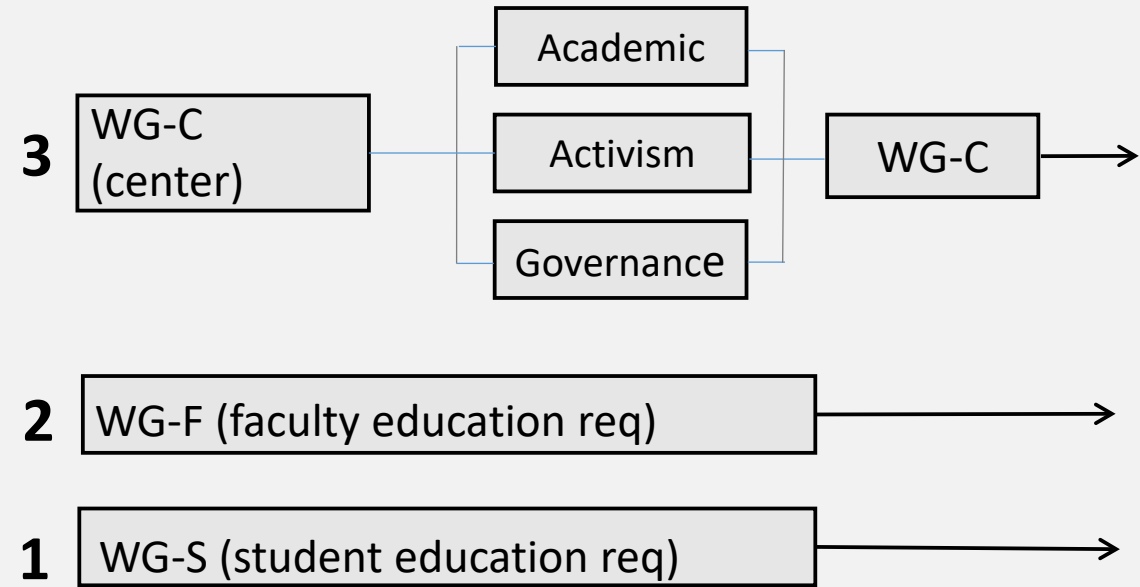 Academic
3
WG-C
(center)
Activism
WG-C
Governance
2
WG-F (faculty education req)
1
WG-S (student education req)